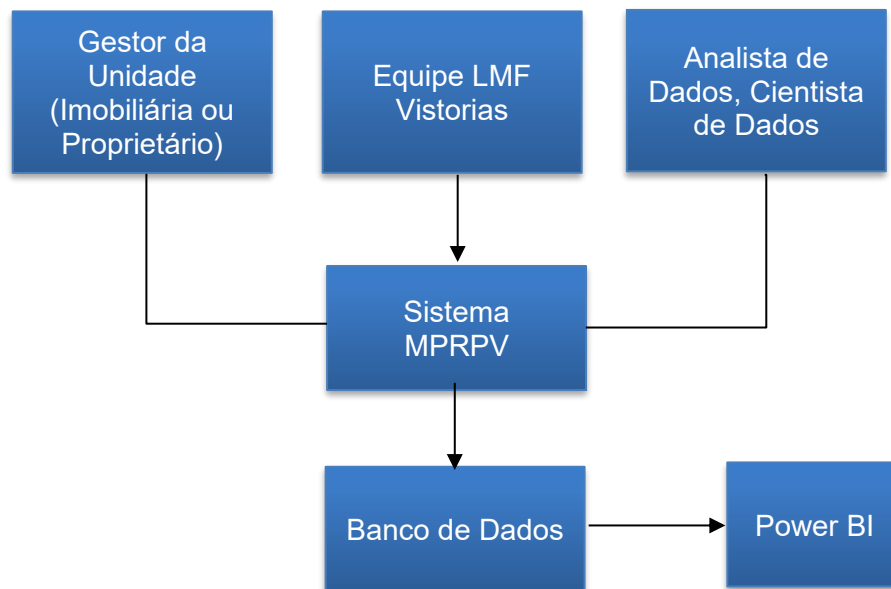 Gestor da
Unidade
(Imobiliária ou
Proprietário)
Equipe LMF
Vistorias
Analista de
Dados, Cientista
de Dados
Sistema
MPRPV
Banco de Dados
Power BI